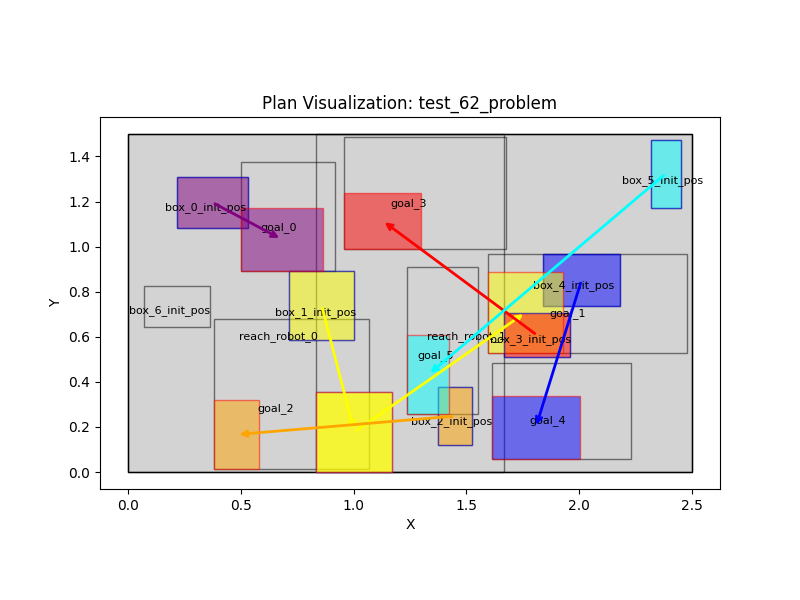 Plan Visualization: test_62_problem
1.4
1.2
1.0
0.8
0.6
0.4
0.2
0.0
Y
box_5_init_pos
box_0_init_pos
goal_3
goal_0
box_4_init_pos
box_6_init_pos
box_1_init_pos
goal_1
reach_robot_0
reach_robot_1
box_3_init_pos
goal_5
goal_2
box_2_init_pos
goal_4
0.0
0.5
1.0
1.5
2.0
2.5
X